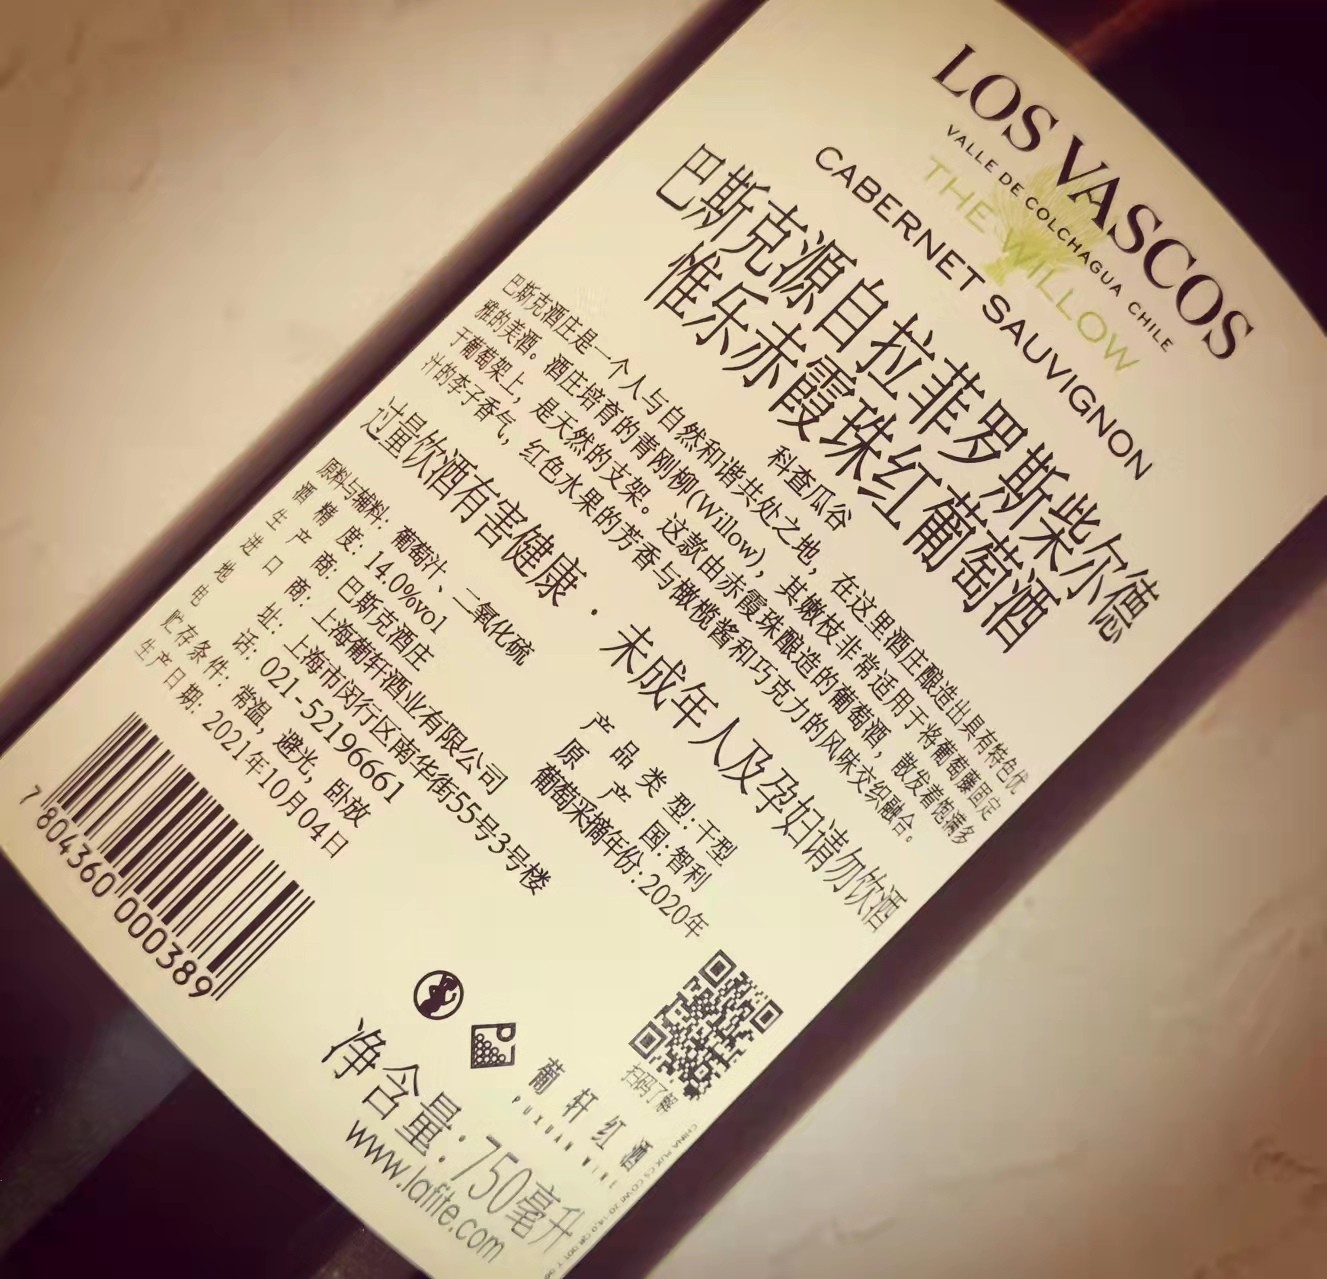 LOS VASCOS
VALLE DE COLCHAGUA CHILE
THE WILLOW
CABERNET SAUVIGNON
巴斯克源自拉菲罗斯柴尔德
惟乐赤霞珠红葡萄酒
科查瓜谷
巴斯克酒庄是一个人与自然和谐共处之地，在这里酒庄酿造出具有特色优
雅的美酒。酒庄培育的青刚柳(Willow)，其嫩枝非常适用于将葡萄藤固定
于葡萄架上，是天然的支架。这款由赤霞珠酿造的葡萄酒，散发着饱满多
汁的李子香气，红色水果的芳香与橄榄酱和巧克力的风味交织融合。
过量饮酒有害健康·未成年人及孕妇请勿饮酒
原料与辅料：葡萄汁、二氧化硫
酒精度：14.0%vol
产品类型：干型
生产商：巴斯克酒庄
原产国：智利
进口商：上海葡轩酒业有限公司
葡萄采摘年份：2020年
地址：上海市闵行区南华街55号3号楼
电话：021-52196661
贮存条件：常温，避光，卧放
生产日期：2021年10月04日
7 804360 000389
扫码了解
葡轩红酒
PUXUAN WINE
净含量：750毫升
www.lafite.com